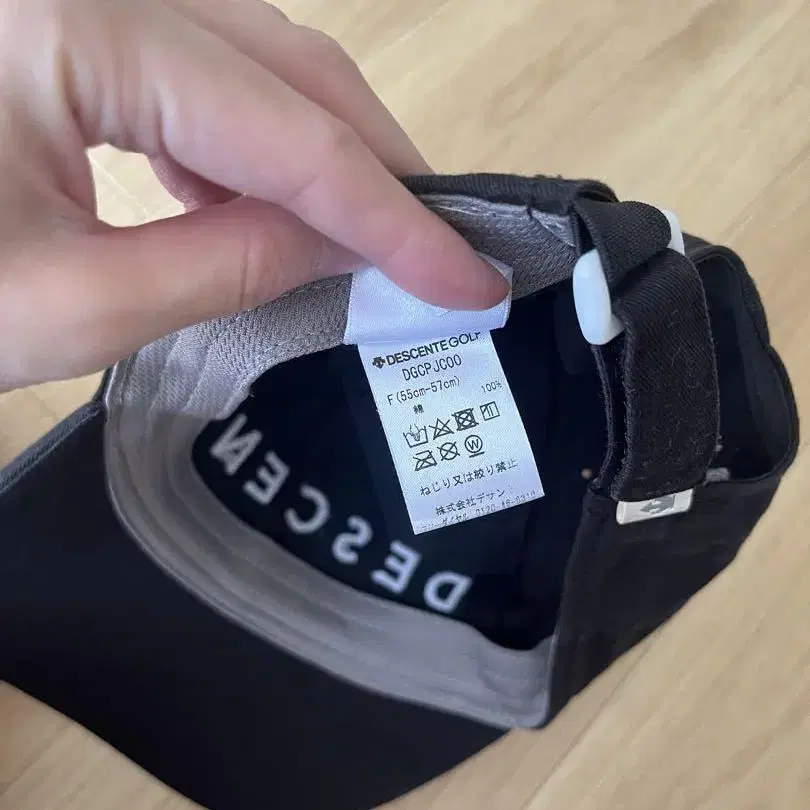 DESCENTE GOLF
DGCPJC00
F(55cm-57cm)
綿 100%
W
ねじり又は絞り禁止
株式会社デサン
DESCEN